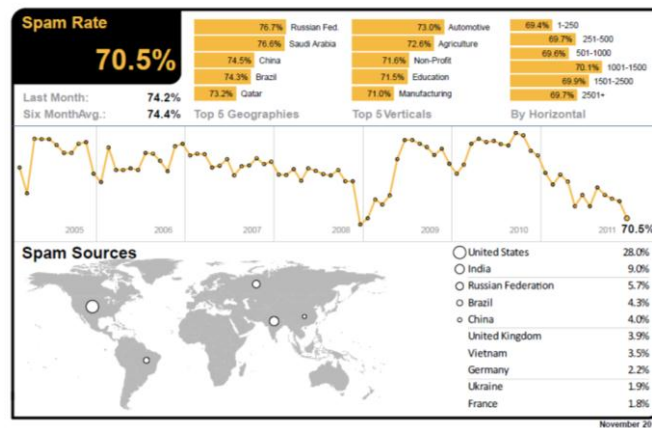 Spam Rate
70.5%
Last Month: 74.2%
Six MonthAvg.: 74.4%
76.7% Russian Fed.
76.6% Saudi Arabia
74.5% China
74.3% Brazil
73.2% Qatar
Top 5 Geographies
73.0% Automotive
72.6% Agriculture
71.6% Non-Profit
71.5% Education
71.0% Manufacturing
Top 5 Verticals
69.4% 1-250
69.7% 251-500
69.6% 501-1000
70.1% 1001-1500
69.9% 1501-2500
69.7% 2501+
By Horizontal
2005 2006 2007 2008 2009 2010 2011 70.5%
Spam Sources
United States 28.0%
India 9.0%
Russian Federation 5.7%
Brazil 4.3%
China 4.0%
United Kingdom 3.9%
Vietnam 3.5%
Germany 2.2%
Ukraine 1.9%
France 1.8%
November 20